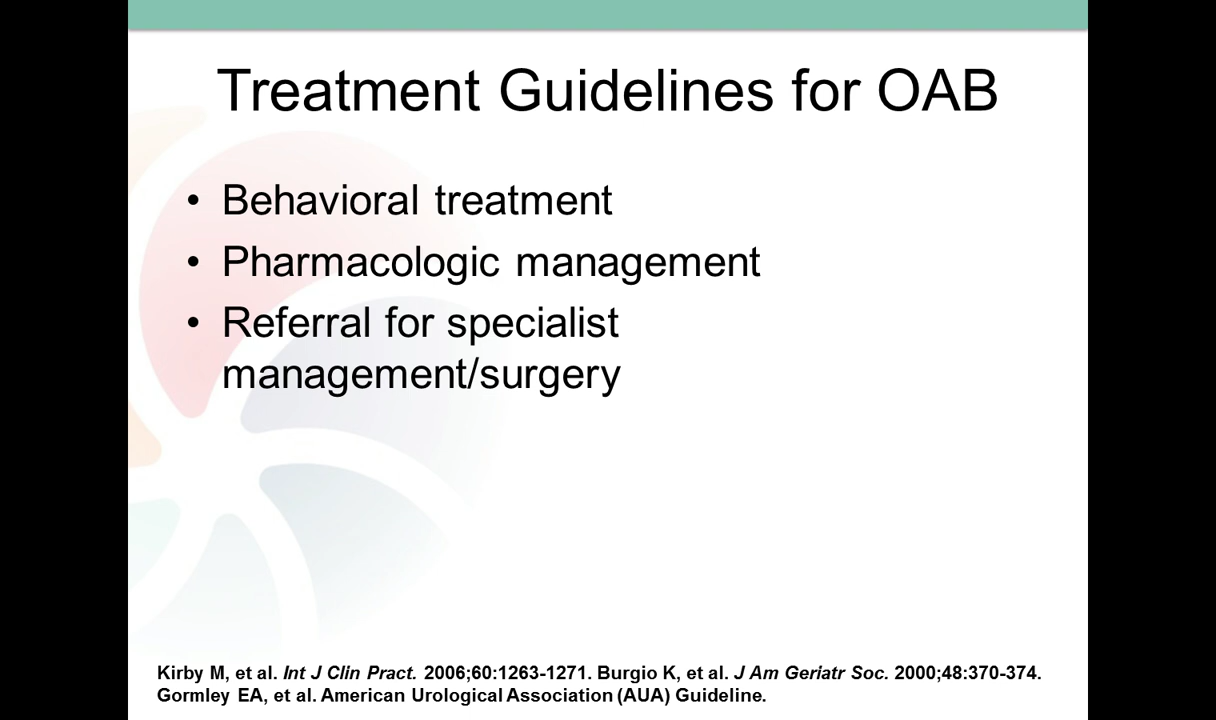 Treatment Guidelines for OAB
• Behavioral treatment
• Pharmacologic management
• Referral for specialist
management/surgery
Kirby M, et al. Int J Clin Pract. 2006;60:1263-1271. Burgio K, et al. J Am Geriatr Soc. 2000;48:370-374.
Gormley EA, et al. American Urological Association (AUA) Guideline.